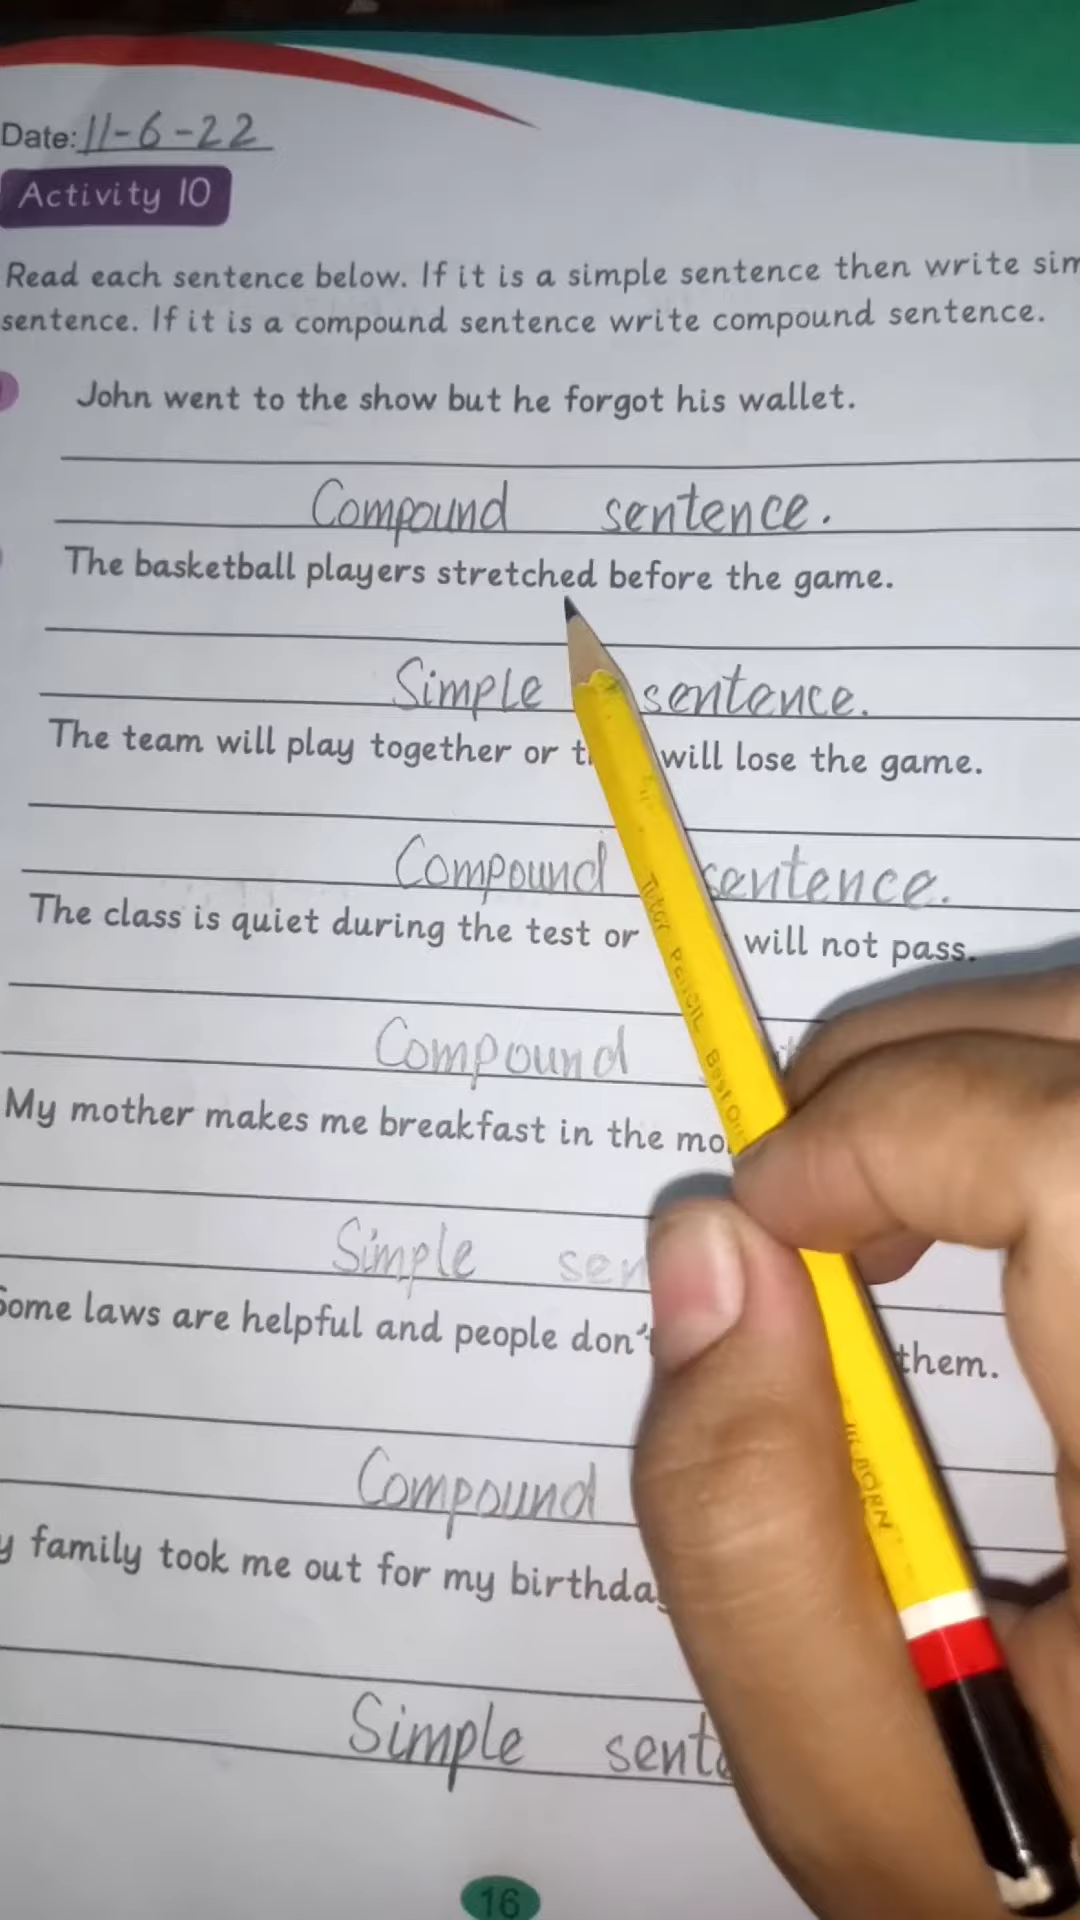 Date: 11-6-22
Activity 10
Read each sentence below. If it is a simple sentence then write
sentence. If it is a compound sentence write compound sentence.
John went to the show but he forgot his wallet.
Compound sentence.
The basketball players stretched before the game.
Simple sentence.
The team will play together or will lose the game.
Compound sentence.
The class is quiet during the test or will not pass.
Compound
My mother makes me breakfast in the
Simple
Some laws are helpful and people don't them.
Compound
family took me out for my
Simple
Tutor Pencil
16